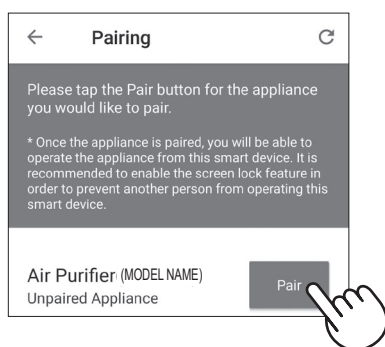 Pairing
Please tap the Pair button for the appliance
you would like to pair.
* Once the appliance is paired, you will be able to
operate the appliance from this smart device. It is
recommended to enable the screen lock feature in
order to prevent another person from operating this
smart device.
Air Purifier (MODEL NAME)
Unpaired Appliance
Pair